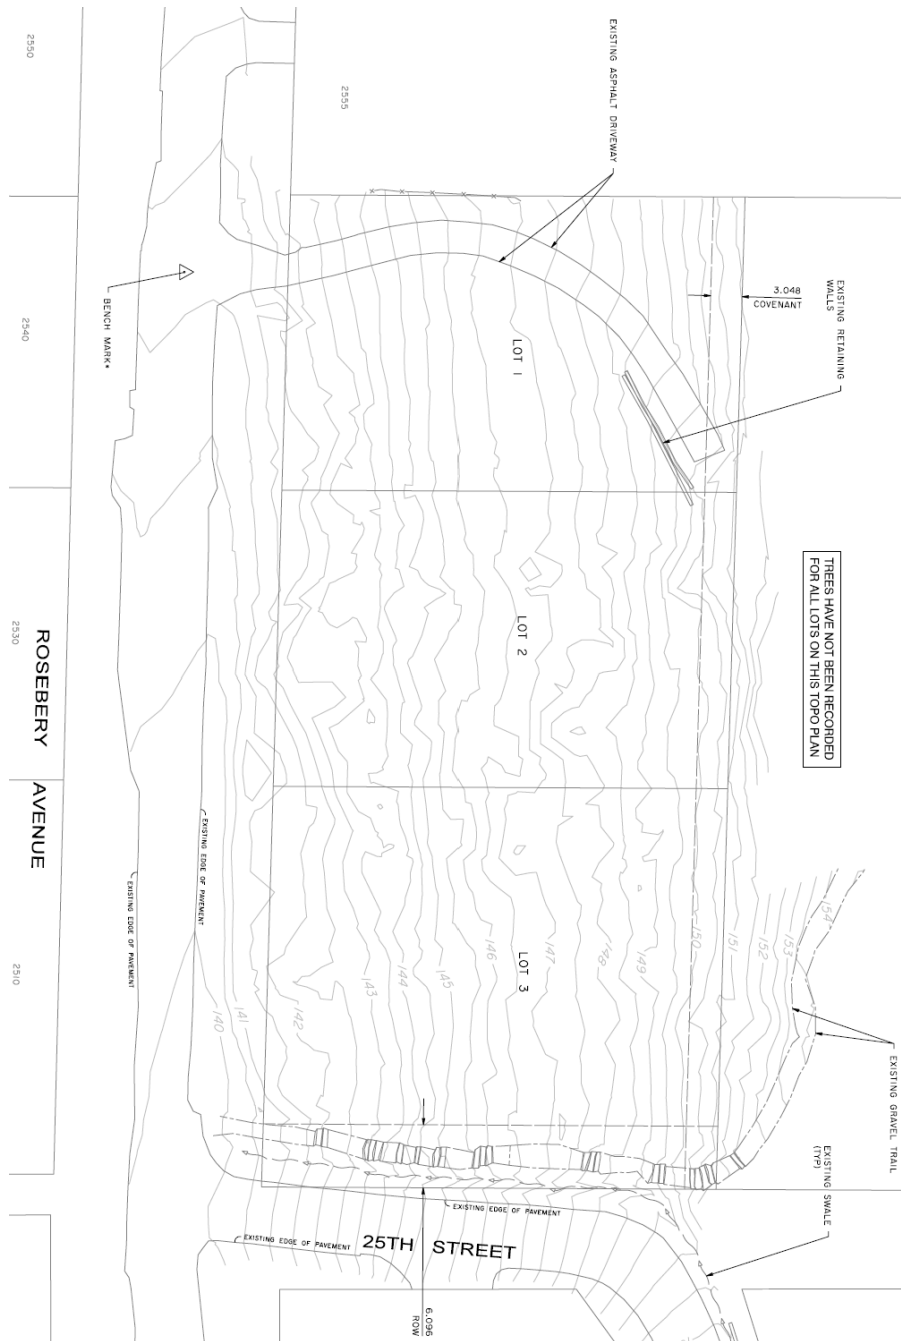 2550
2555
EXISTING ASPHALT DRIVEWAY
3.048
COVENANT
EXISTING RETAINING
WALLS
BENCH MARK*
2540
LOT 1
TREES HAVE NOT BEEN RECORDED
FOR ALL LOTS ON THIS TOPO PLAN
2530
LOT 2
ROSEBERY AVENUE
EXISTING EDGE OF PAVEMENT
EXISTING EDGE OF PAVEMENT
2510
LOT 3
140
141
142
143
144
145
146
147
148
149
150
151
152
153
154
EXISTING GRAVEL TRAIL
EXISTING SWALE
(TYP)
EXISTING EDGE OF PAVEMENT
EXISTING EDGE OF PAVEMENT
25TH STREET
6.096
ROW